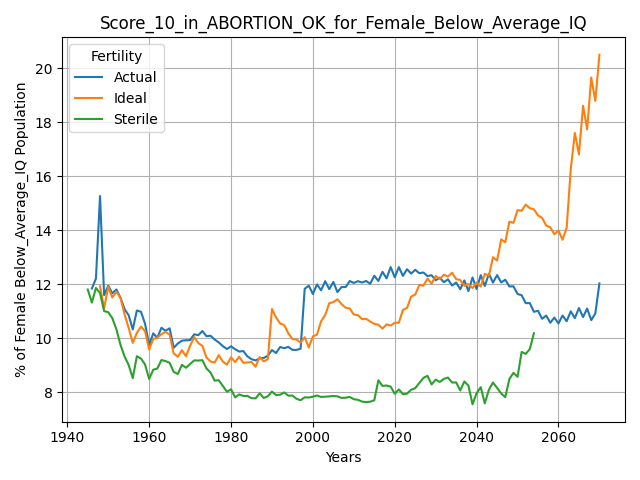 Score_10_in_ABORTION_OK_for_Female_Below_Average_IQ
Fertility
Actual
Ideal
Sterile
% of Female Below_Average_IQ Population
20
18
16
14
12
10
8
1940 1960 1980 2000 2020 2040 2060
Years